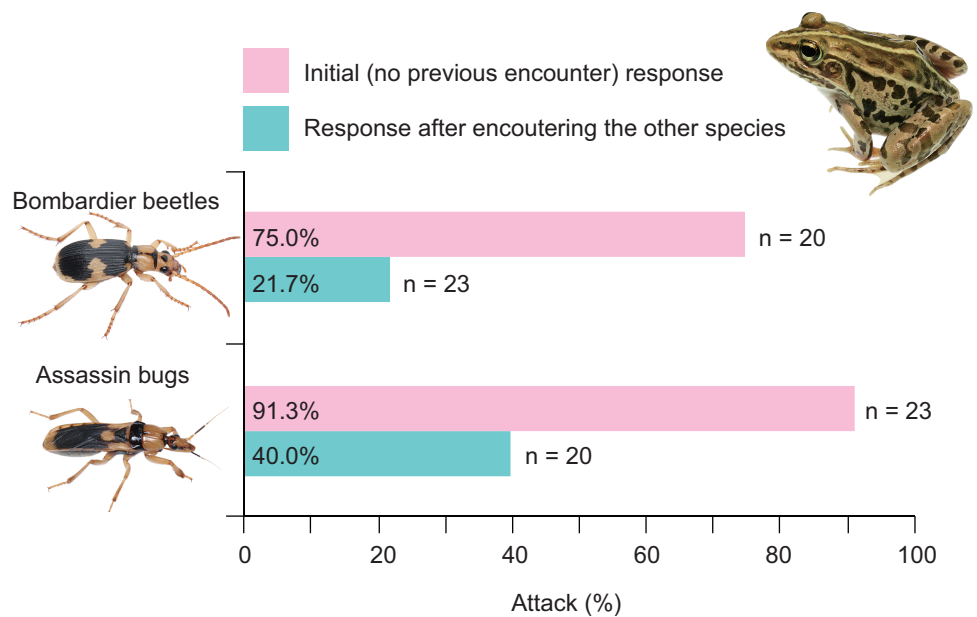 Initial (no previous encounter) response
Response after encoutering the other species
Bombardier beetles
75.0%
n = 20
21.7%
n = 23
Assassin bugs
91.3%
n = 23
40.0%
n = 20
0 20 40 60 80 100
Attack (%)